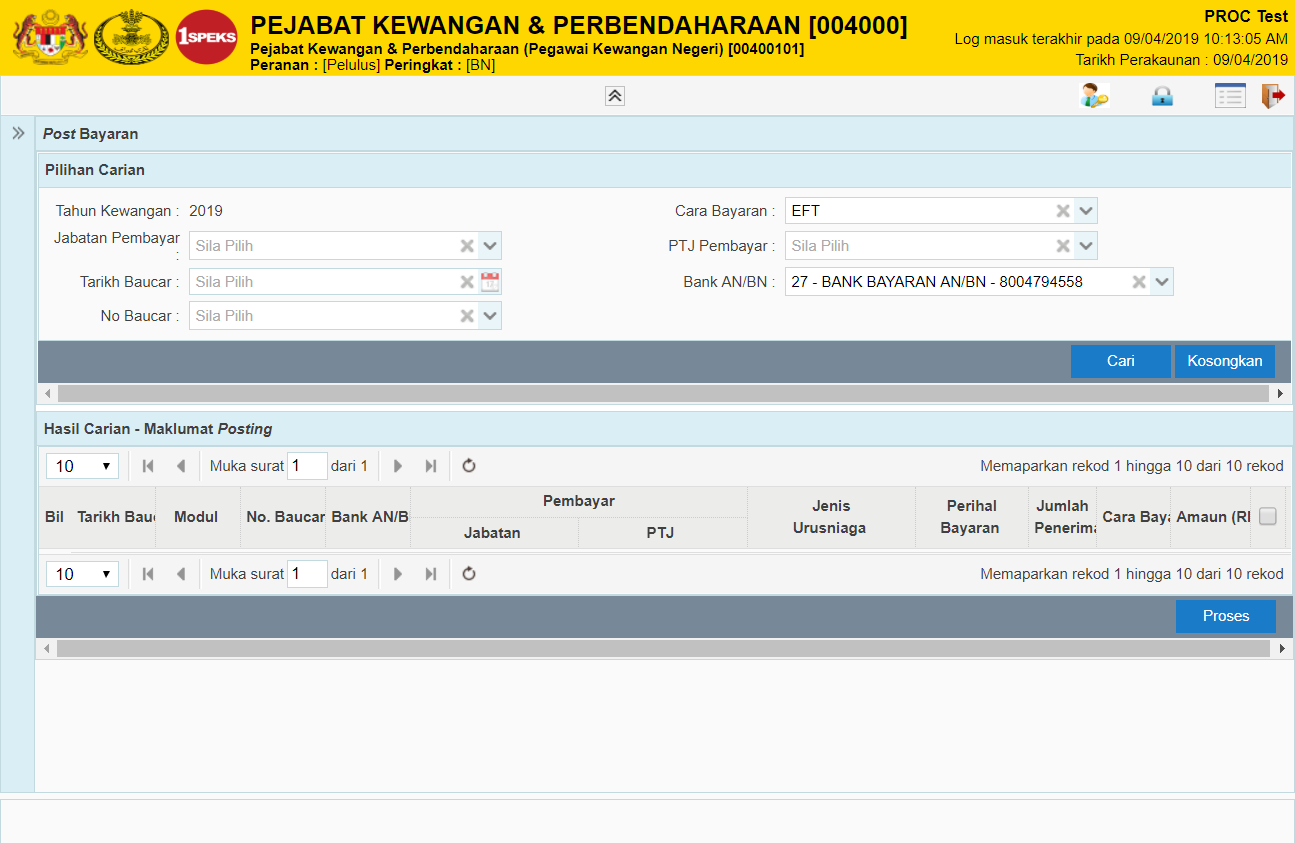 1SPEKS
PEJABAT KEWANGAN & PERBENDAHARAAN [004000]
Pejabat Kewangan & Perbendaharaan (Pegawai Kewangan Negeri) [00400101]
Peranan : [Pelulus] Peringkat : [BN]
PROC Test
Log masuk terakhir pada 09/04/2019 10:13:05 AM
Tarikh Perakaunan : 09/04/2019
Post Bayaran
Pilihan Carian
Tahun Kewangan : 2019
Cara Bayaran : EFT
Jabatan Pembayar : Sila Pilih
PTJ Pembayar : Sila Pilih
Tarikh Baucar : Sila Pilih
Bank AN/BN : 27 - BANK BAYARAN AN/BN - 8004794558
No Baucar : Sila Pilih
Cari Kosongkan
Hasil Carian - Maklumat Posting
10 Muka surat 1 dari 1 Memaparkan rekod 1 hingga 10 dari 10 rekod
Bil Tarikh Bau Modul No. Baucar Bank AN/B Pembayar Jenis Urusniaga Perihal Bayaran Jumlah Penerima Cara Baya Amaun (R
Jabatan PTJ
10 Muka surat 1 dari 1 Memaparkan rekod 1 hingga 10 dari 10 rekod
Proses